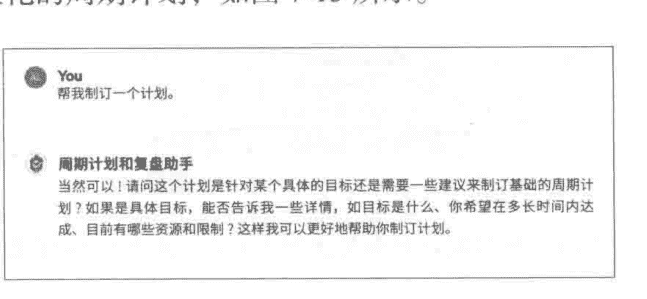 的周期计划,如图
You
帮我制订一个计划。
周期计划和复盘助手
当然可以!请问这个计划是针对某个具体的目标还是需要一些建议来制订基础的周期计
划?如果是具体目标,能否告诉我一些详情,如目标是什么、你希望在多长时间内达
成、目前有哪些资源和限制?这样我可以更好地帮助你制订计划。